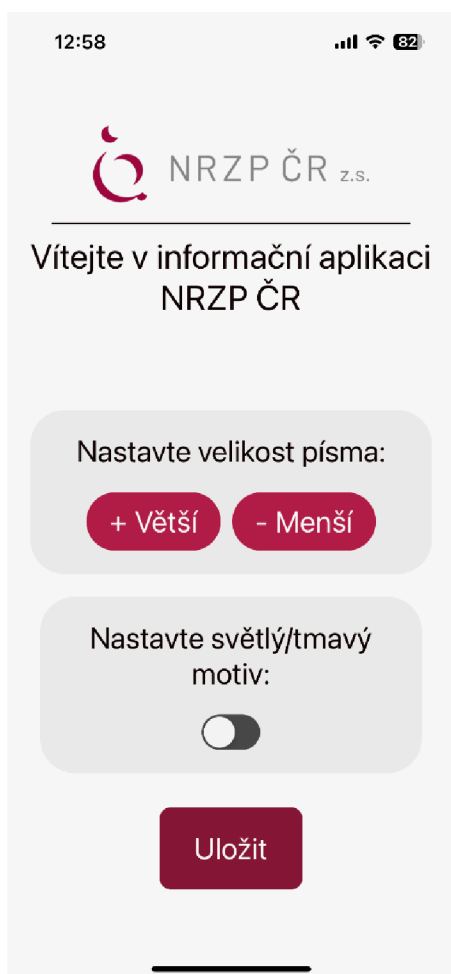 12:58
82
NRZP ČR z.s.
Vítejte v informační aplikaci
NRZP ČR
Nastavte velikost písma:
+ Větší
- Menší
Nastavte světlý/tmavý
motiv:
Uložit